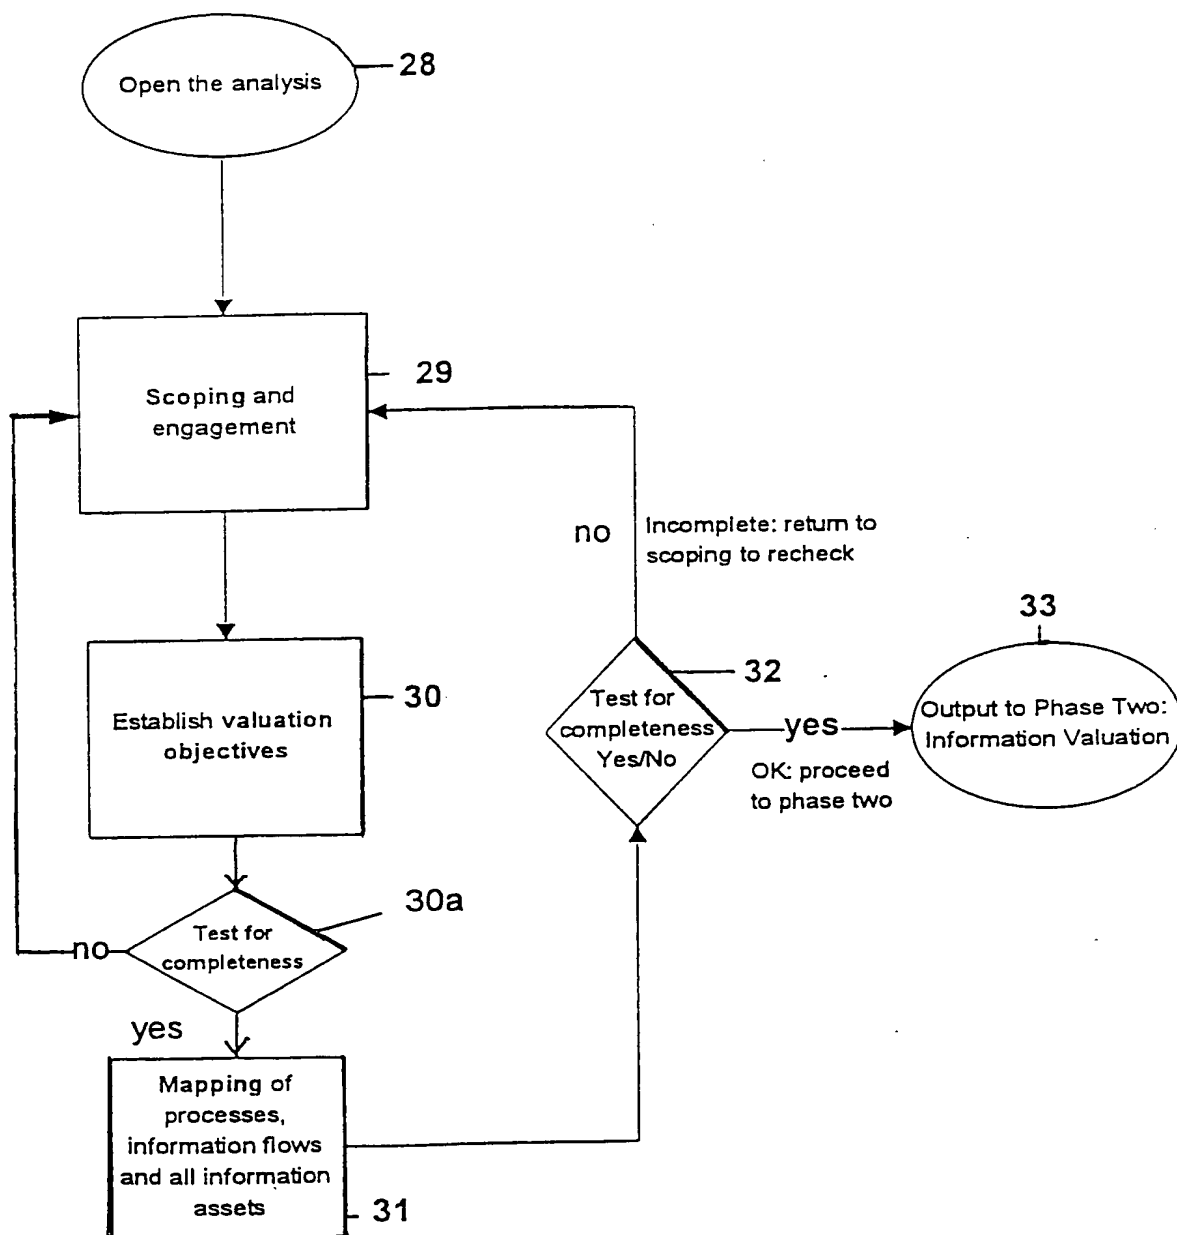 Open the analysis
28
Scoping and
engagement
29
Establish valuation
objectives
30
Test for
completeness
30a
no
yes
Mapping of
processes,
information flows
and all information
assets
31
no
Incomplete: return to
scoping to recheck
Test for
completeness
Yes/No
32
yes
OK: proceed
to phase two
33
Output to Phase Two:
Information Valuation